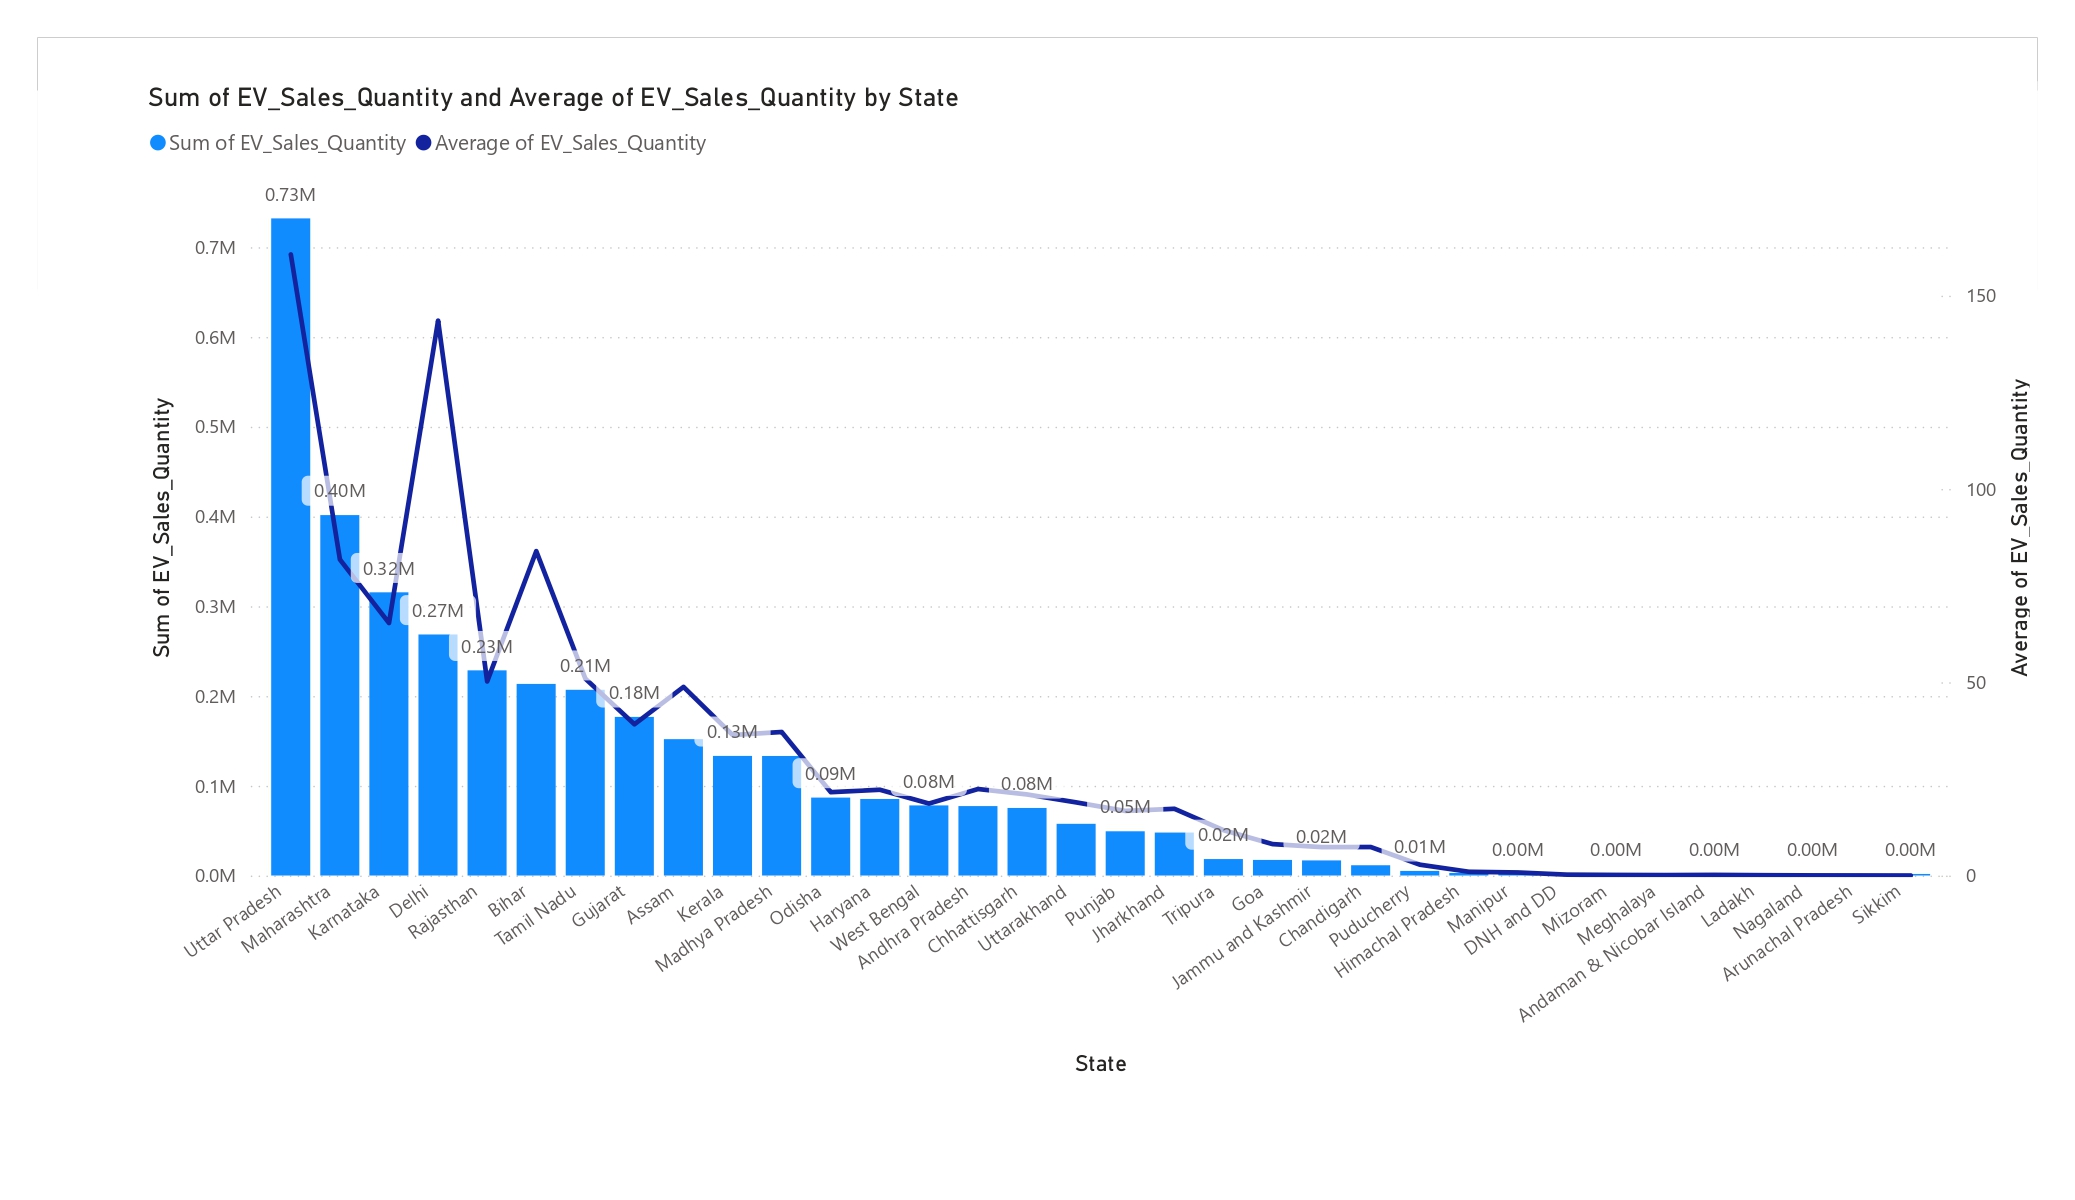 Sum of EV_Sales_Quantity and Average of EV_Sales_Quantity by State
Sum of EV_Sales_Quantity
Average of EV_Sales_Quantity
0.73M
0.40M
0.32M
0.27M
0.23M
0.21M
0.18M
0.13M
0.09M
0.08M
0.08M
0.05M
0.02M
0.02M
0.01M
0.00M
0.00M
0.00M
0.00M
0.00M
0.7M
0.6M
0.5M
0.4M
0.3M
0.2M
0.1M
0.0M
Sum of EV_Sales_Quantity
150
100
50
0
Average of EV_Sales_Quantity
Uttar Pradesh
Maharashtra
Karnataka
Delhi
Rajasthan
Bihar
Tamil Nadu
Gujarat
Assam
Kerala
Madhya Pradesh
Odisha
Haryana
West Bengal
Andhra Pradesh
Chhattisgarh
Uttarakhand
Punjab
Jharkhand
Tripura
Goa
Jammu and Kashmir
Chandigarh
Puducherry
Himachal Pradesh
Manipur
DNH and DD
Mizoram
Meghalaya
Andaman & Nicobar Island
Ladakh
Nagaland
Arunachal Pradesh
Sikkim
State